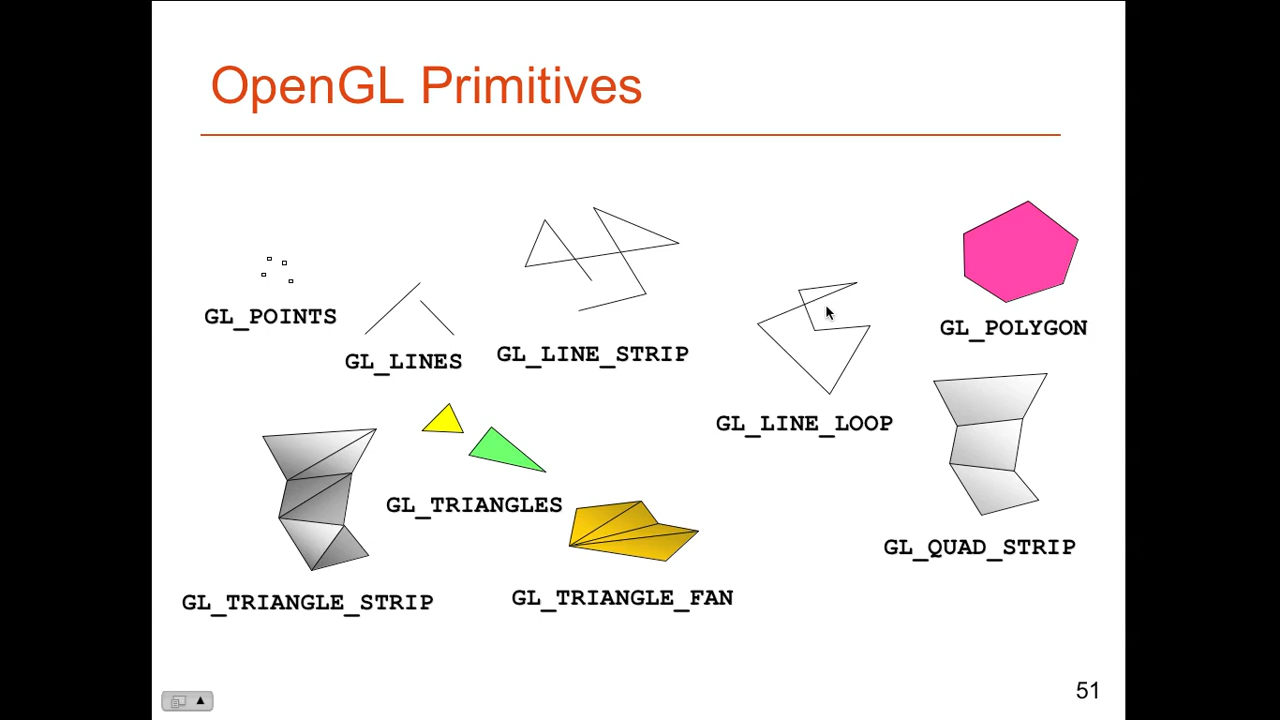 OpenGL Primitives
GL_POINTS
GL_LINES
GL_LINE_STRIP
GL_LINE_LOOP
GL_POLYGON
GL_TRIANGLE_STRIP
GL_TRIANGLES
GL_TRIANGLE_FAN
GL_QUAD_STRIP
51